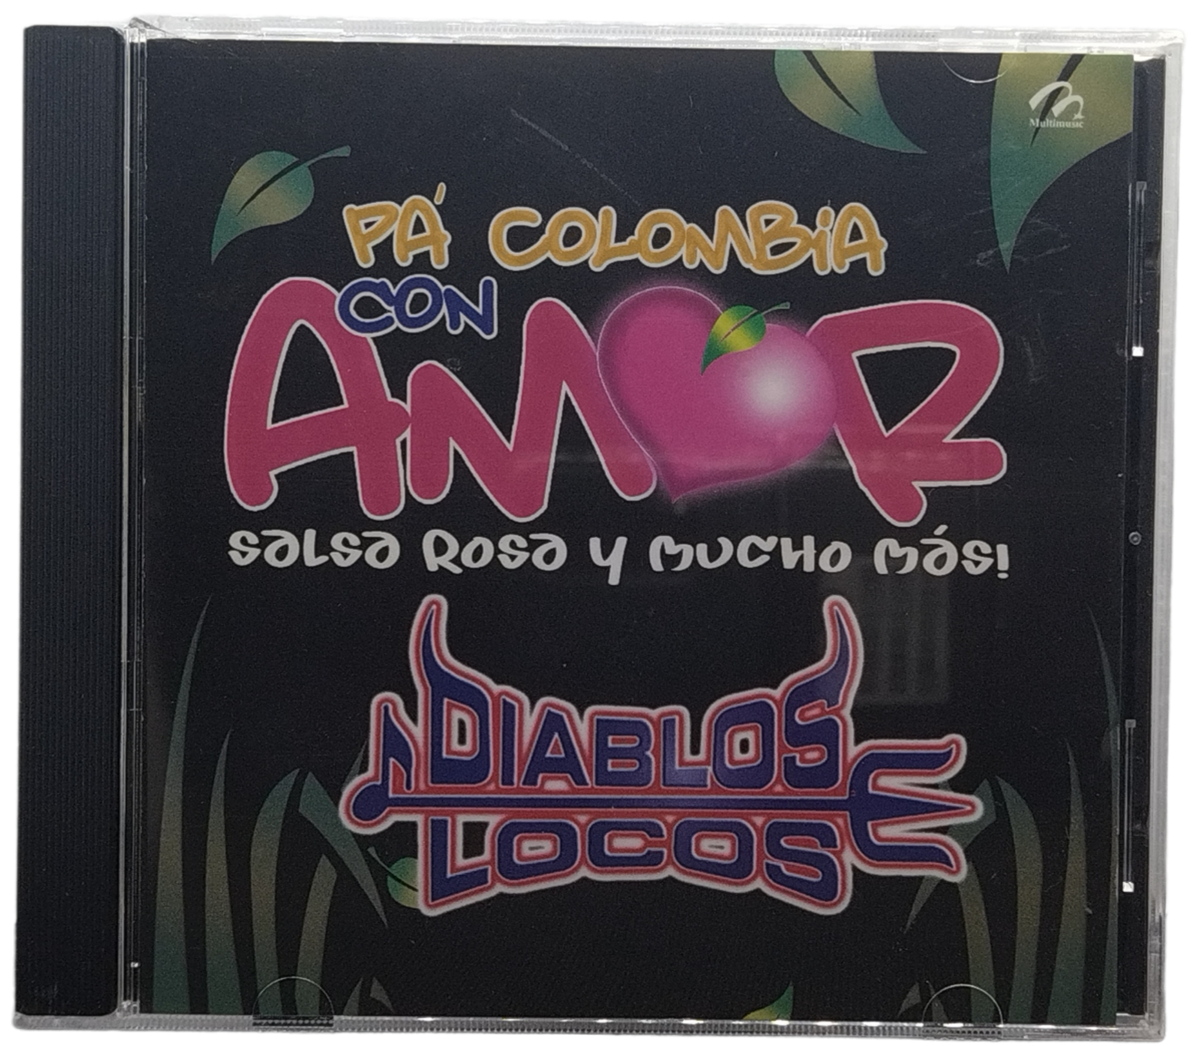 Multimusic
PÁ COLOMBIA
CON
AMOR
SALSA ROSA Y MUCHO MÁS!
DIABLOS
LOCOS